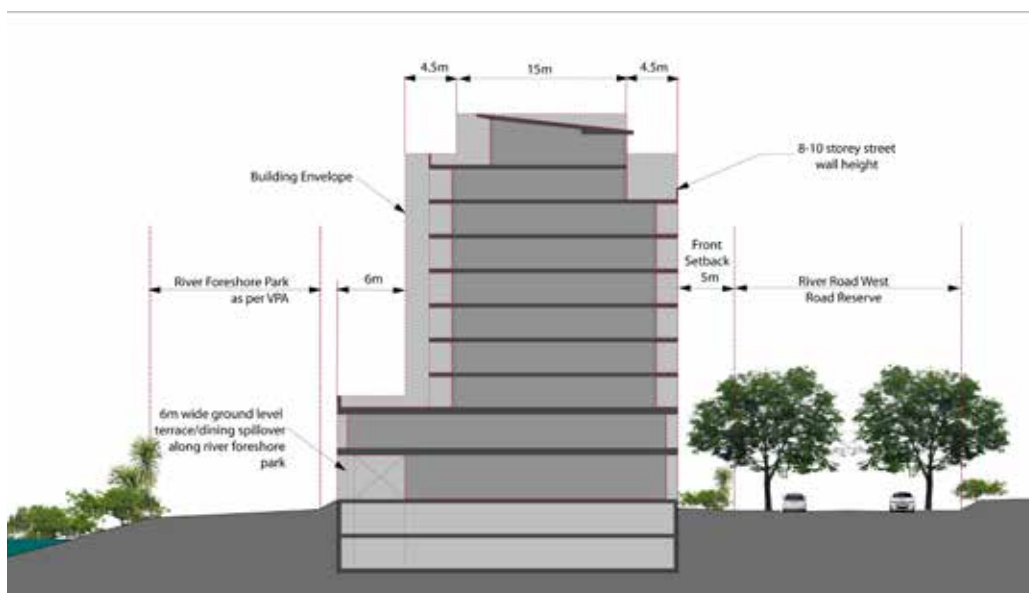 4.5m
15m
4.5m
8-10 storey street
wall height
Building Envelope
Front
Setback
5m
River Foreshore Park
as per VPA
6m
River Road West
Road Reserve
6m wide ground level
terrace/dining spillover
along river foreshore
park